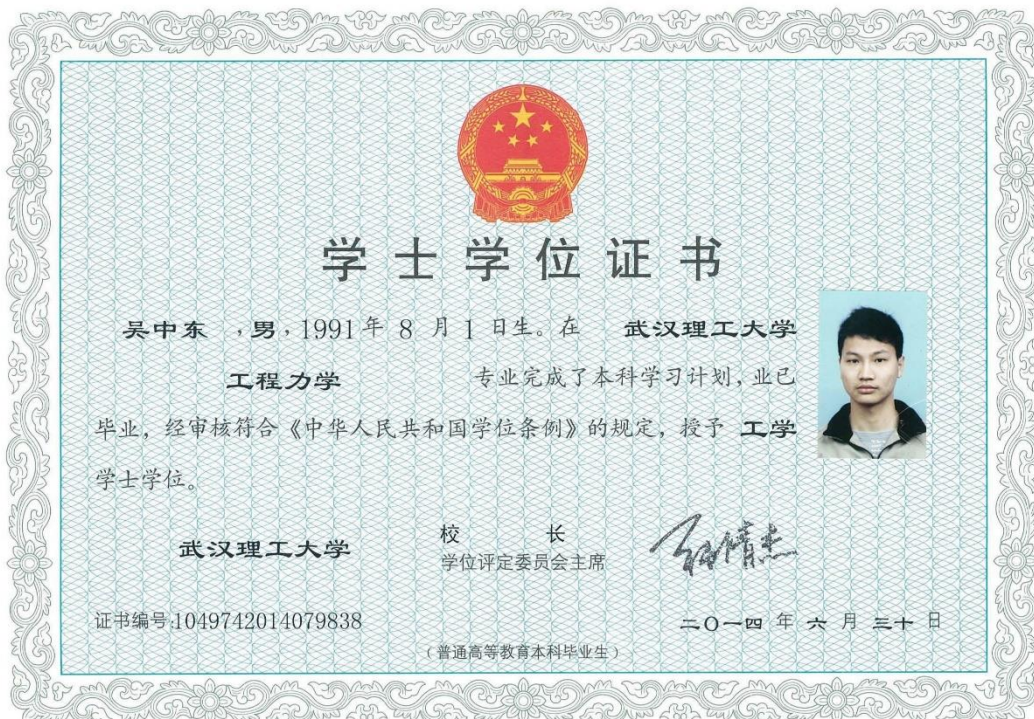 学士学位证书
吴中东 ,男,1991年 8 月 1 日生。在 武汉理工大学
工程力学 专业完成了本科学习计划,业已
毕业,经审核符合《中华人民共和国学位条例》的规定,授予 工学
学士学位。
武汉理工大学 校 长
学位评定委员会主席
证书编号:1049742014079838 二〇一四 年 六 月 三十 日
(普通高等教育本科毕业生)